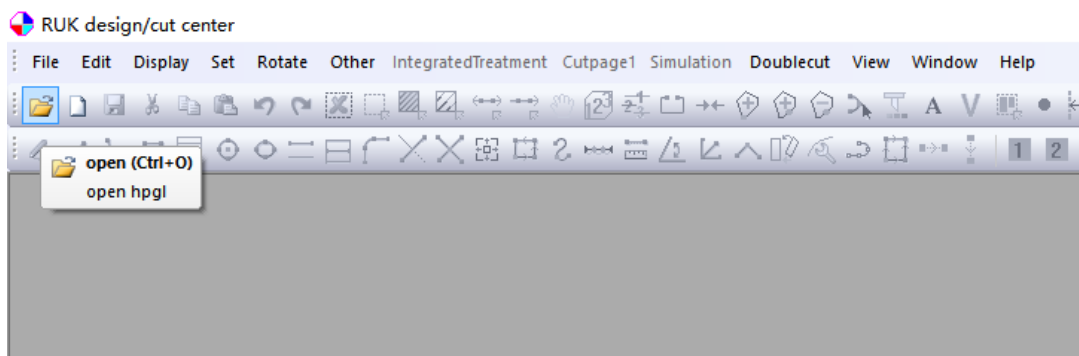 RUK design/cut center
File Edit Display Set Rotate Other IntegratedTreatment Cutpage1 Simulation Doublecut View Window Help
123 A V
open (Ctrl+O)
open hpgl
1 2